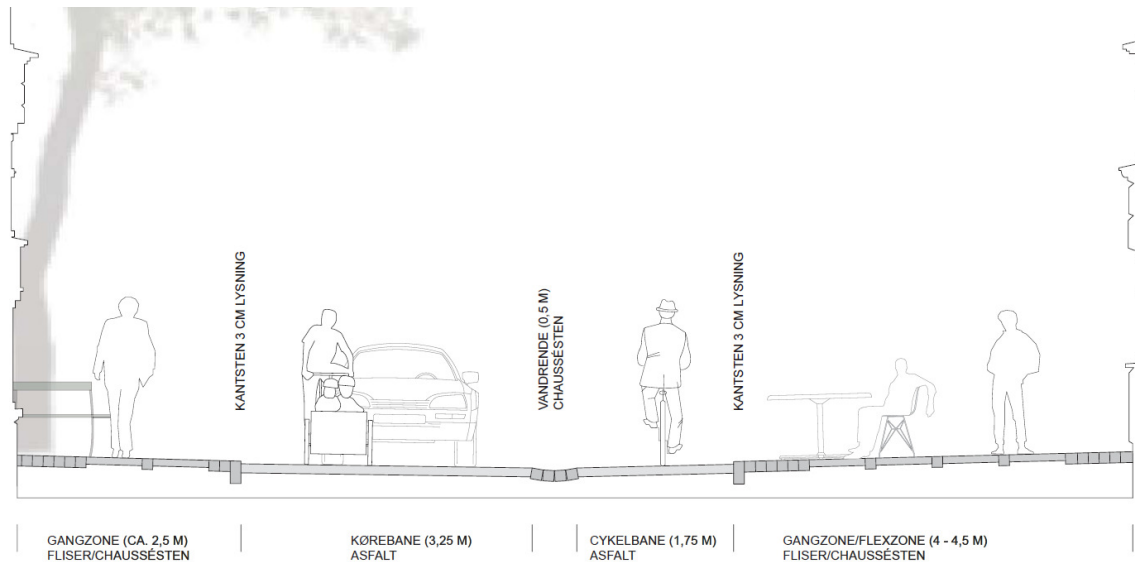 KANTSTEN 3 CM LYSNING
VANDRENDE (0,5 M)
CHAUSSÉSTEN
KANTSTEN 3 CM LYSNING
GANGZONE (CA. 2,5 M)
FLISER/CHAUSSÉSTEN
KØREBANE (3,25 M)
ASFALT
CYKELBANE (1,75 M)
ASFALT
GANGZONE/FLEXZONE (4 - 4,5 M)
FLISER/CHAUSSÉSTEN